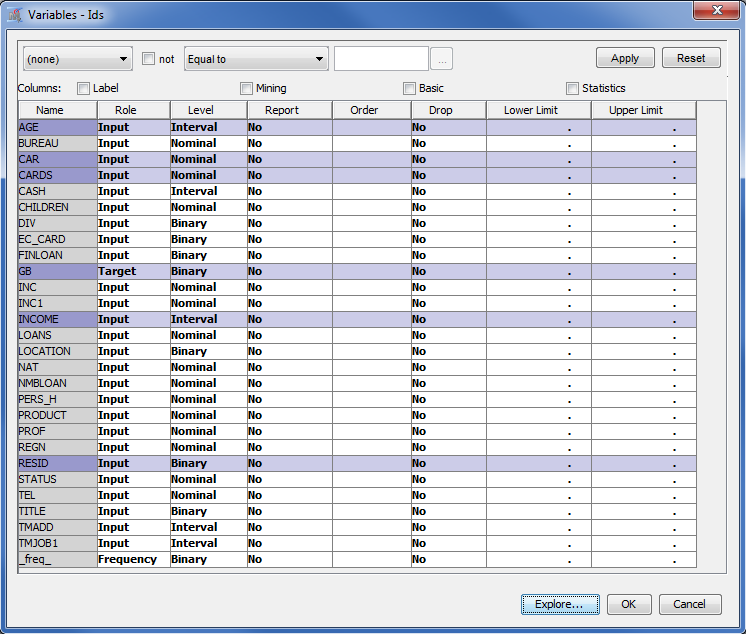 Variables - Ids
(none) not Equal to ... Apply Reset
Columns: Label Mining Basic Statistics
Name Role Level Report Order Drop Lower Limit Upper Limit
AGE Input Interval No No . .
BUREAU Input Nominal No No . .
CAR Input Nominal No No . .
CARDS Input Nominal No No . .
CASH Input Interval No No . .
CHILDREN Input Nominal No No . .
DIV Input Binary No No . .
EC_CARD Input Binary No No . .
FINLOAN Input Binary No No . .
GB Target Binary No No . .
INC Input Nominal No No . .
INC1 Input Nominal No No . .
INCOME Input Interval No No . .
LOANS Input Nominal No No . .
LOCATION Input Binary No No . .
NAT Input Nominal No No . .
NMBLOAN Input Nominal No No . .
PERS_H Input Nominal No No . .
PRODUCT Input Nominal No No . .
PROF Input Nominal No No . .
REGN Input Nominal No No . .
RESID Input Binary No No . .
STATUS Input Nominal No No . .
TEL Input Nominal No No . .
TITLE Input Binary No No . .
TMADD Input Interval No No . .
TMJOB1 Input Interval No No . .
_freq_ Frequency Binary No No . .
Explore... OK Cancel